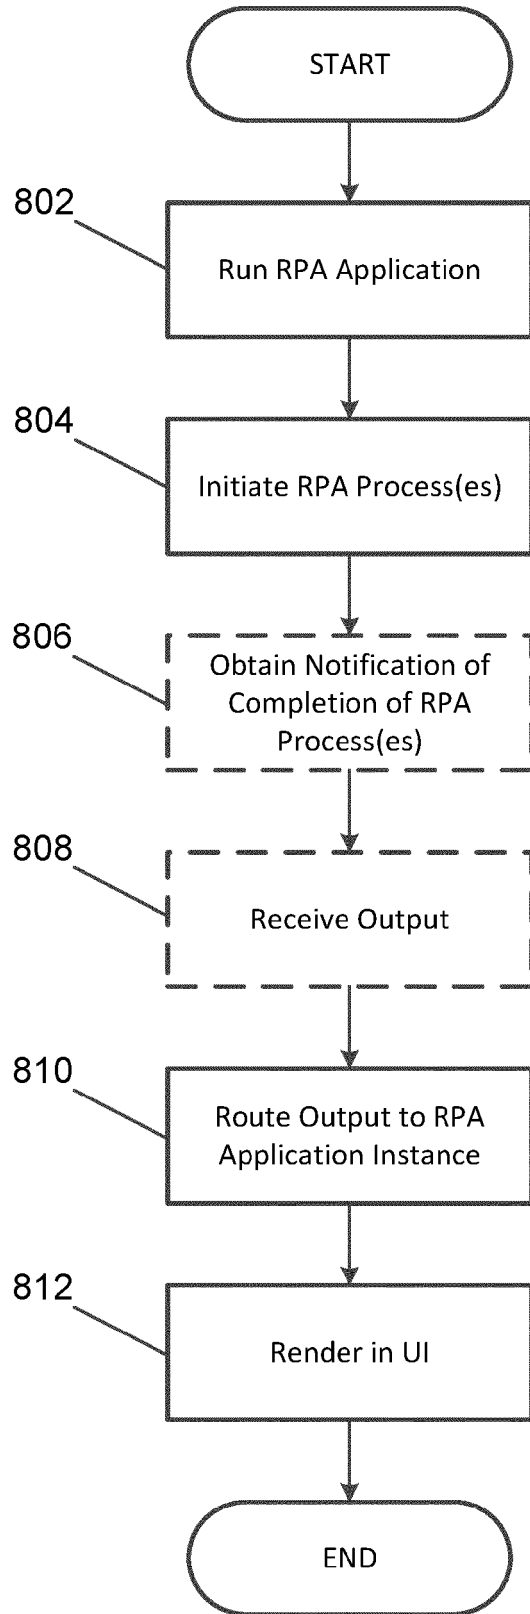 START
802
Run RPA Application
804
Initiate RPA Process(es)
806
Obtain Notification of
Completion of RPA
Process(es)
808
Receive Output
810
Route Output to RPA
Application Instance
812
Render in UI
END